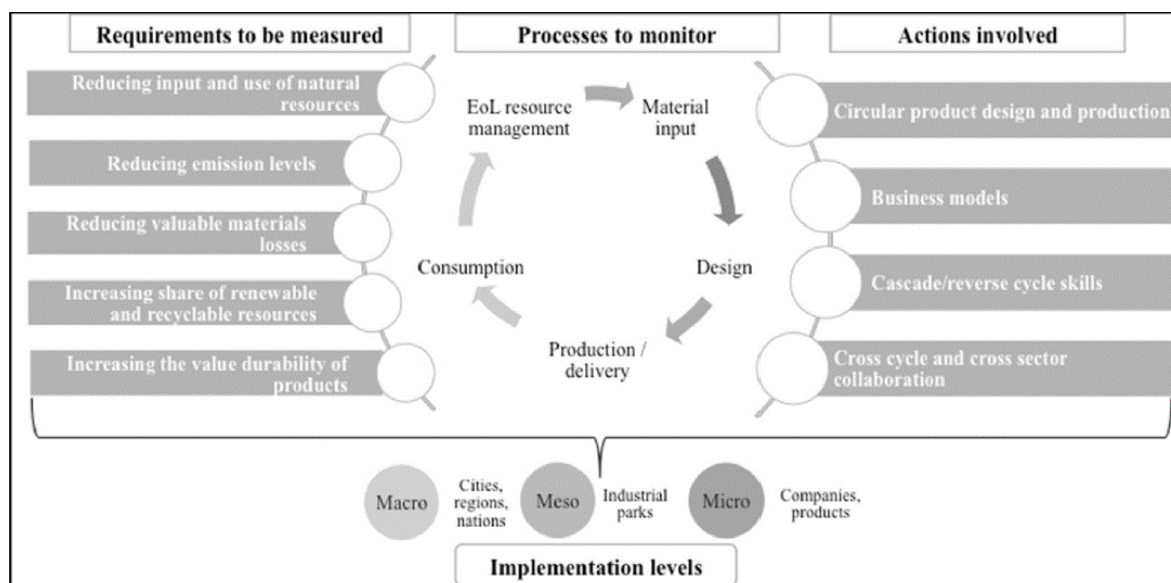 Requirements to be measured
Reducing input and use of natural
resources
Reducing emission levels
Reducing valuable materials
losses
Increasing share of renewable
and recyclable resources
Increasing the value durability of
products
Processes to monitor
EoL resource
management
Material
input
Design
Production /
delivery
Consumption
Actions involved
Circular product design and production
Business models
Cascade/reverse cycle skills
Cross cycle and cross sector
collaboration
Macro
Cities,
regions,
nations
Meso
Industrial
parks
Micro
Companies,
products
Implementation levels